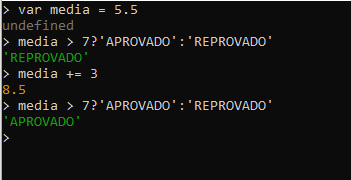 > var media = 5.5
undefined
> media > 7?'APROVADO':'REPROVADO'
'REPROVADO'
> media += 3
8.5
> media > 7?'APROVADO':'REPROVADO'
'APROVADO'
>